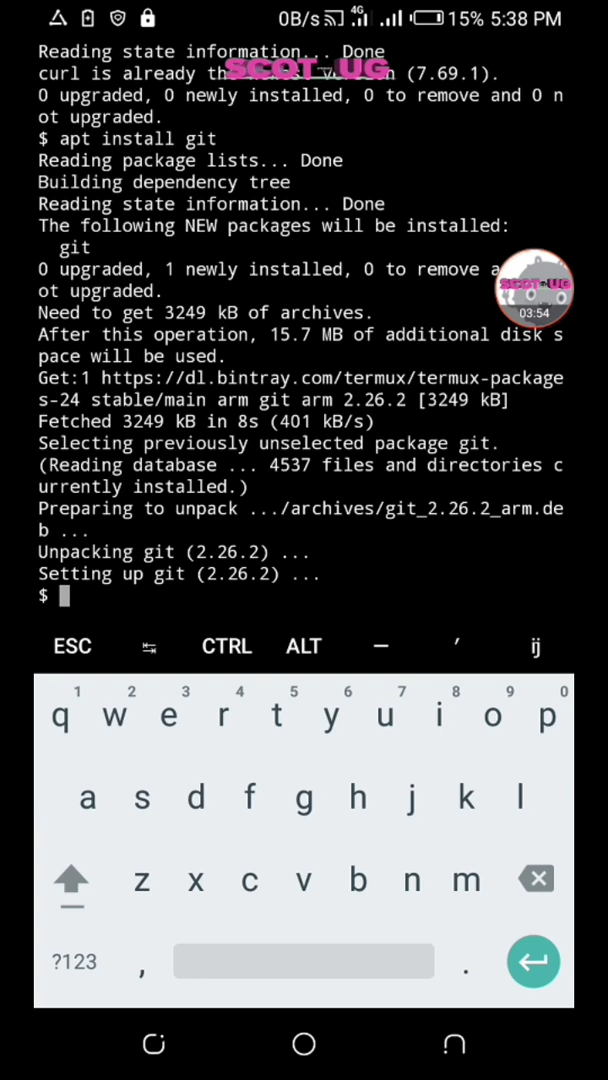 0B/s 4G 15% 5:38 PM
Reading state information... Done
SCOT_UG
curl is already th (7.69.1).
0 upgraded, 0 newly installed, 0 to remove and 0 n
ot upgraded.
$ apt install git
Reading package lists... Done
Building dependency tree
Reading state information... Done
The following NEW packages will be installed:
git
0 upgraded, 1 newly installed, 0 to remove a
ot upgraded.
SCOT-UG
03:54
Need to get 3249 kB of archives.
After this operation, 15.7 MB of additional disk s
pace will be used.
Get:1 https://dl.bintray.com/termux/termux-package
s-24 stable/main arm git arm 2.26.2 [3249 kB]
Fetched 3249 kB in 8s (401 kB/s)
Selecting previously unselected package git.
(Reading database ... 4537 files and directories c
urrently installed.)
Preparing to unpack .../archives/git_2.26.2_arm.de
b ...
Unpacking git (2.26.2) ...
Setting up git (2.26.2) ...
$
ESC CTRL ALT — ′ ij
1 2 3 4 5 6 7 8 9 0
q w e r t y u i o p
a s d f g h j k l
z x c v b n m
?123 , .